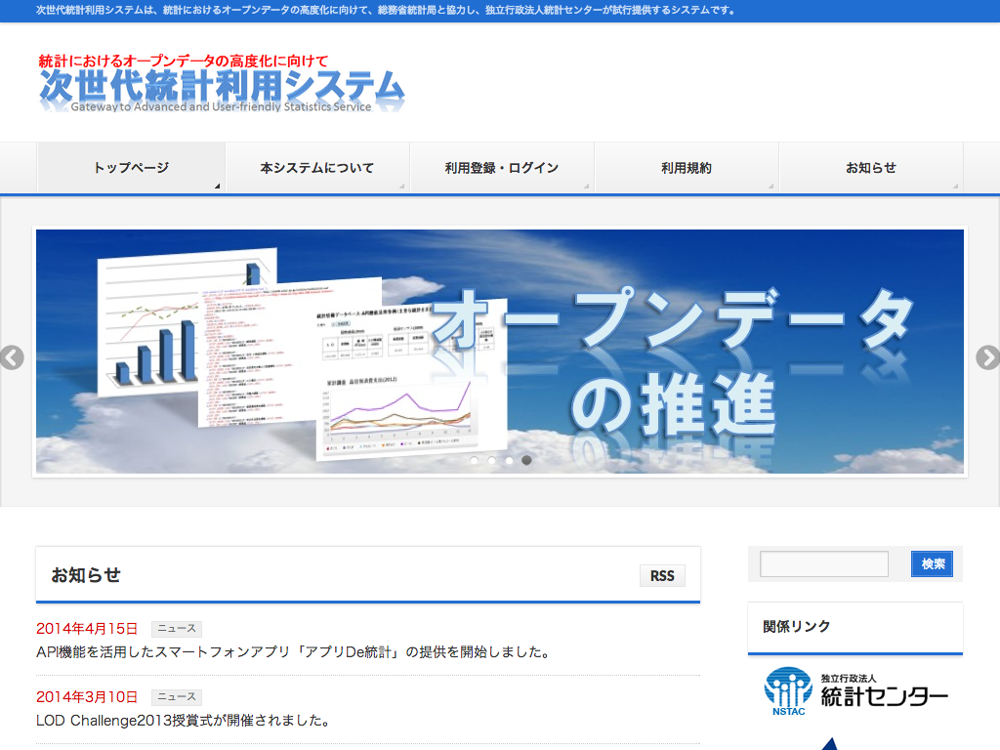 次世代統計利用システムは、統計におけるオープンデータの高度化に向けて、総務省統計局と協力し、独立行政法人統計センターが試行提供するシステムです。
統計におけるオープンデータの高度化に向けて
次世代統計利用システム
Gateway to Advanced and User-friendly Statistics Service
トップページ
本システムについて
利用登録・ログイン
利用規約
お知らせ
オープンデータ
の推進
家計調査 品目別消費支出(2012)
お知らせ
RSS
検索
2014年4月15日
ニュース
API機能を活用したスマートフォンアプリ「アプリDe統計」の提供を開始しました。
2014年3月10日
ニュース
LOD Challenge2013授賞式が開催されました。
関係リンク
独立行政法人
統計センター
NSTAC